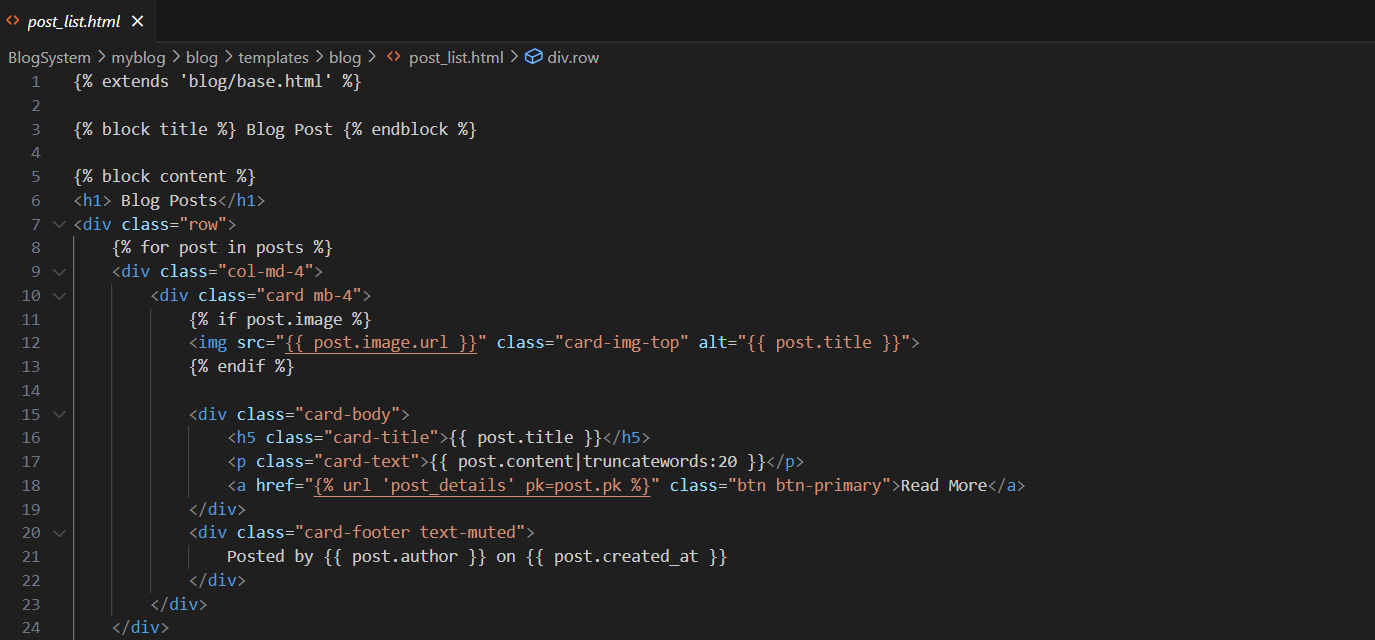 post_list.html
BlogSystem > myblog > blog > templates > blog > post_list.html > div.row
1 {% extends 'blog/base.html' %}
2
3 {% block title %} Blog Post {% endblock %}
4
5 {% block content %}
6 <h1> Blog Posts</h1>
7 <div class="row">
8 {% for post in posts %}
9 <div class="col-md-4">
10 <div class="card mb-4">
11 {% if post.image %}
12 <img src="{{ post.image.url }}" class="card-img-top" alt="{{ post.title }}">
13 {% endif %}
14
15 <div class="card-body">
16 <h5 class="card-title">{{ post.title }}</h5>
17 <p class="card-text">{{ post.content|truncatewords:20 }}</p>
18 <a href="{% url 'post_details' pk=post.pk %}" class="btn btn-primary">Read More</a>
19 </div>
20 <div class="card-footer text-muted">
21 Posted by {{ post.author }} on {{ post.created_at }}
22 </div>
23 </div>
24 </div>